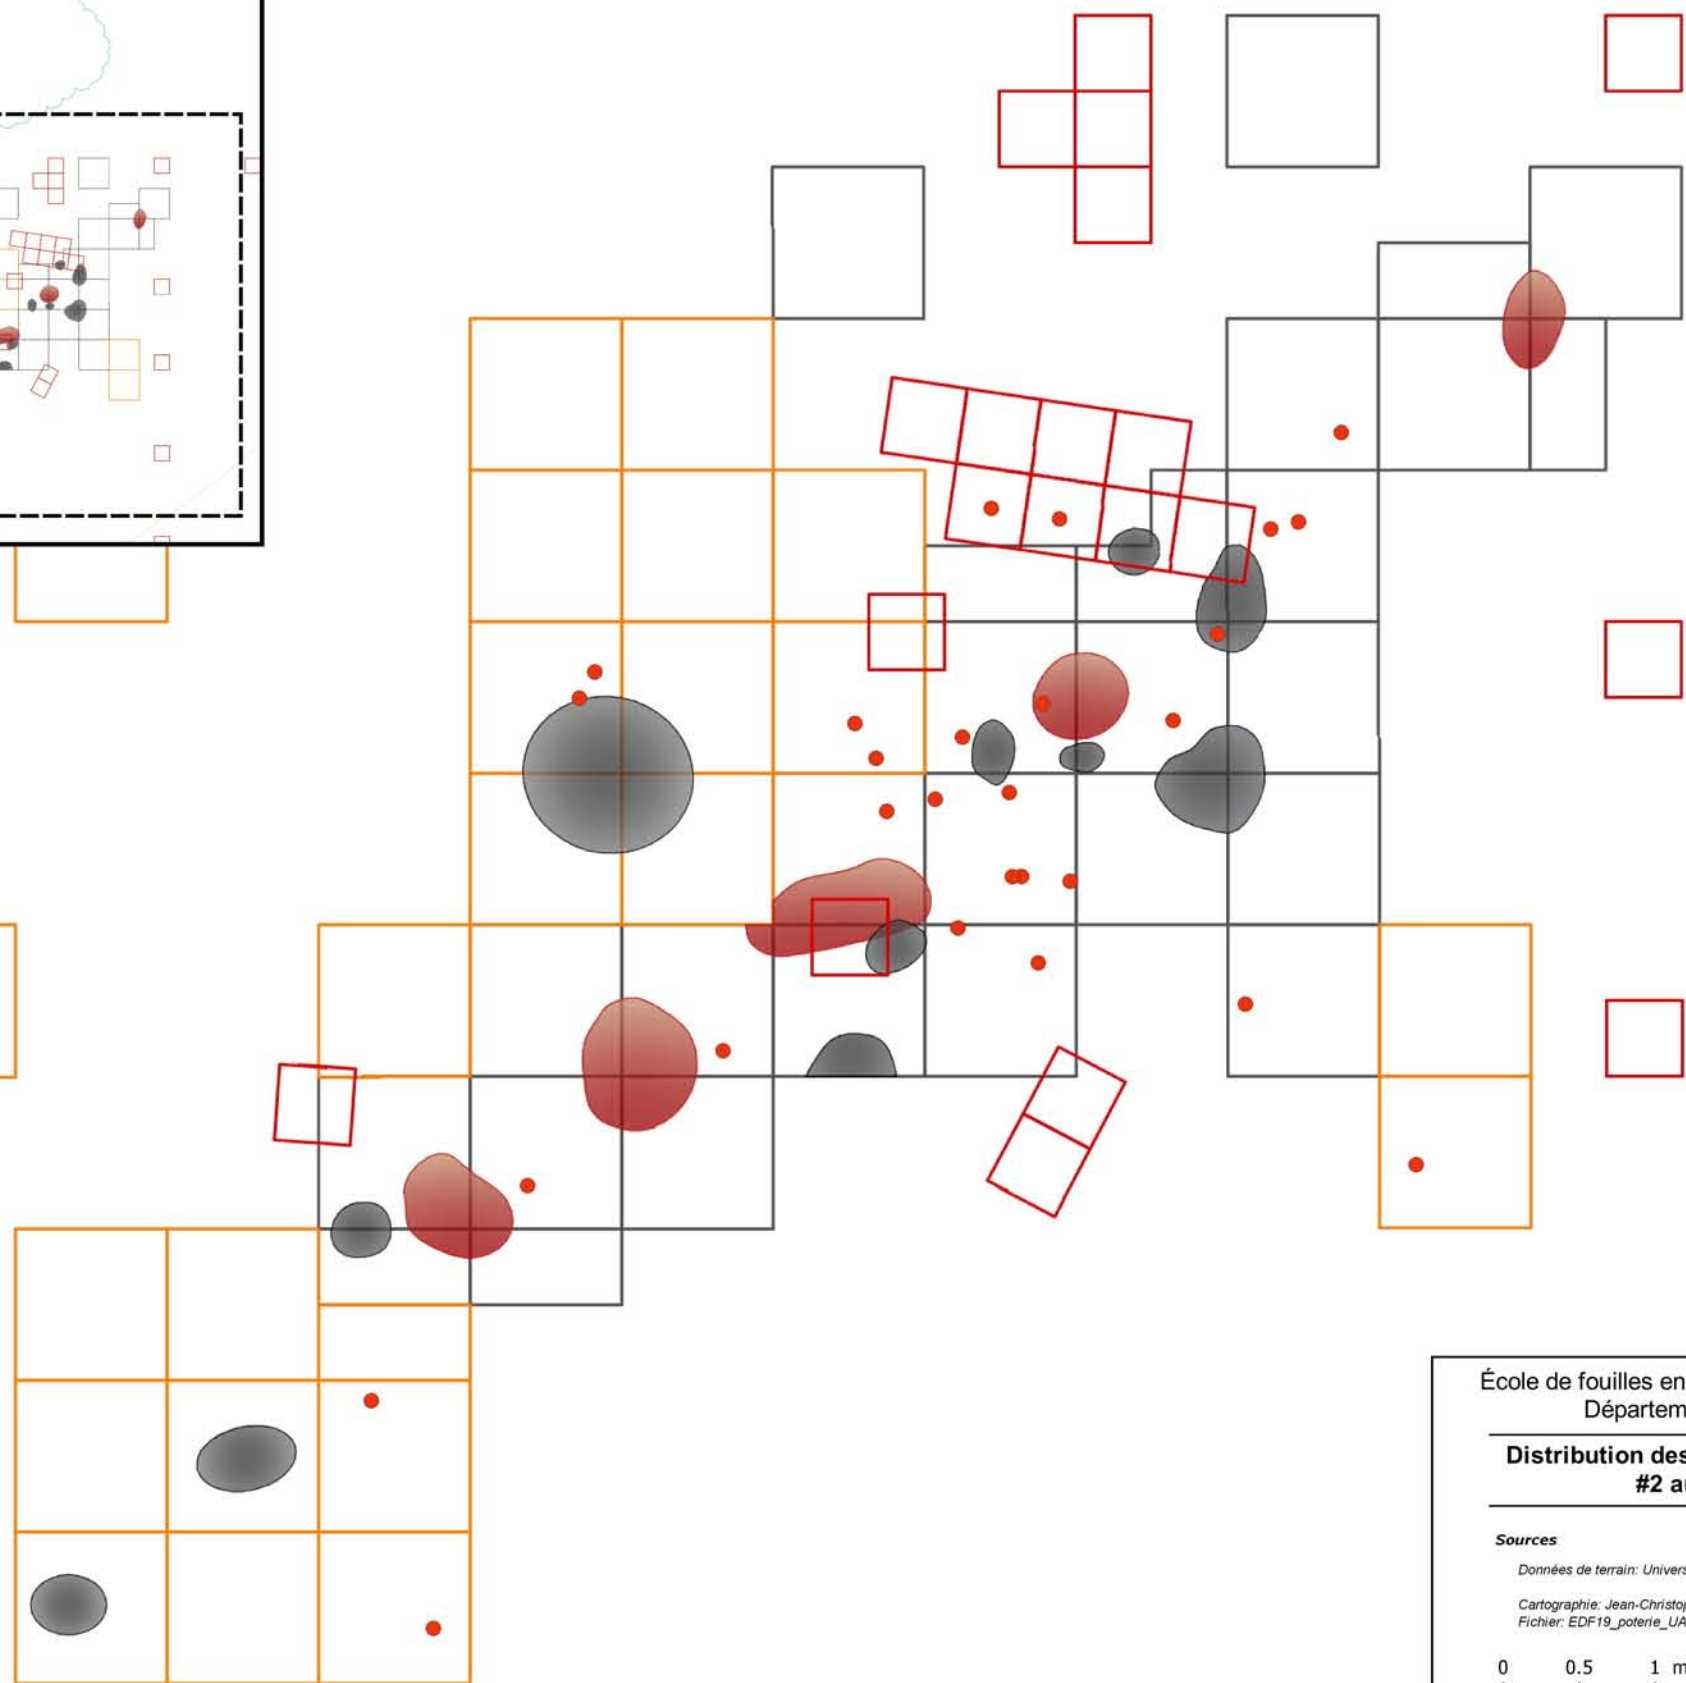 École de fouilles en
Départem
Distribution des
#2 a
Sources
Données de terrain: Univers
Cartographie: Jean-Christop
Fichier: EDF19_poterie_UA
0 0.5 1 m